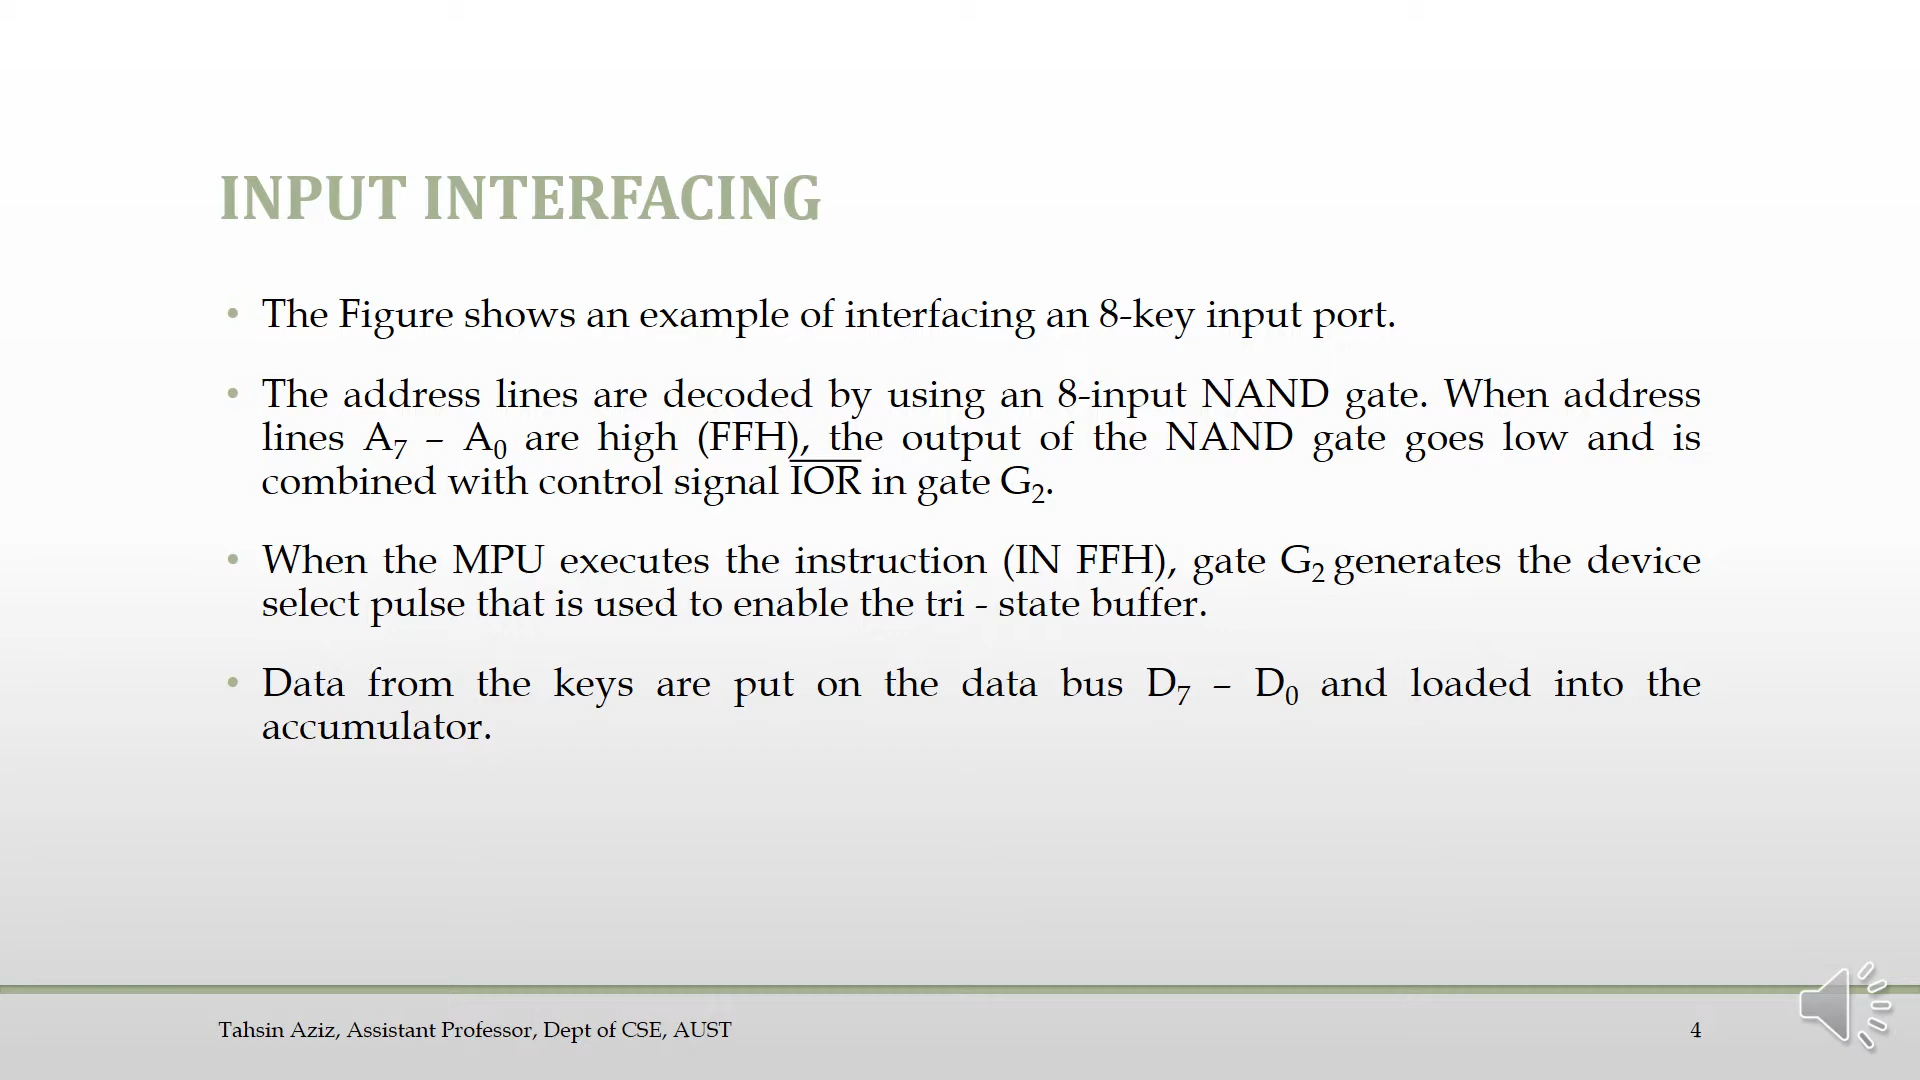 INPUT INTERFACING
• The Figure shows an example of interfacing an 8-key input port.
• The address lines are decoded by using an 8-input NAND gate. When address
lines A₇ – A₀ are high (FFH), the output of the NAND gate goes low and is
combined with control signal I̅O̅R̅ in gate G₂.
• When the MPU executes the instruction (IN FFH), gate G₂ generates the device
select pulse that is used to enable the tri - state buffer.
• Data from the keys are put on the data bus D₇ – D₀ and loaded into the
accumulator.
Tahsin Aziz, Assistant Professor, Dept of CSE, AUST
4